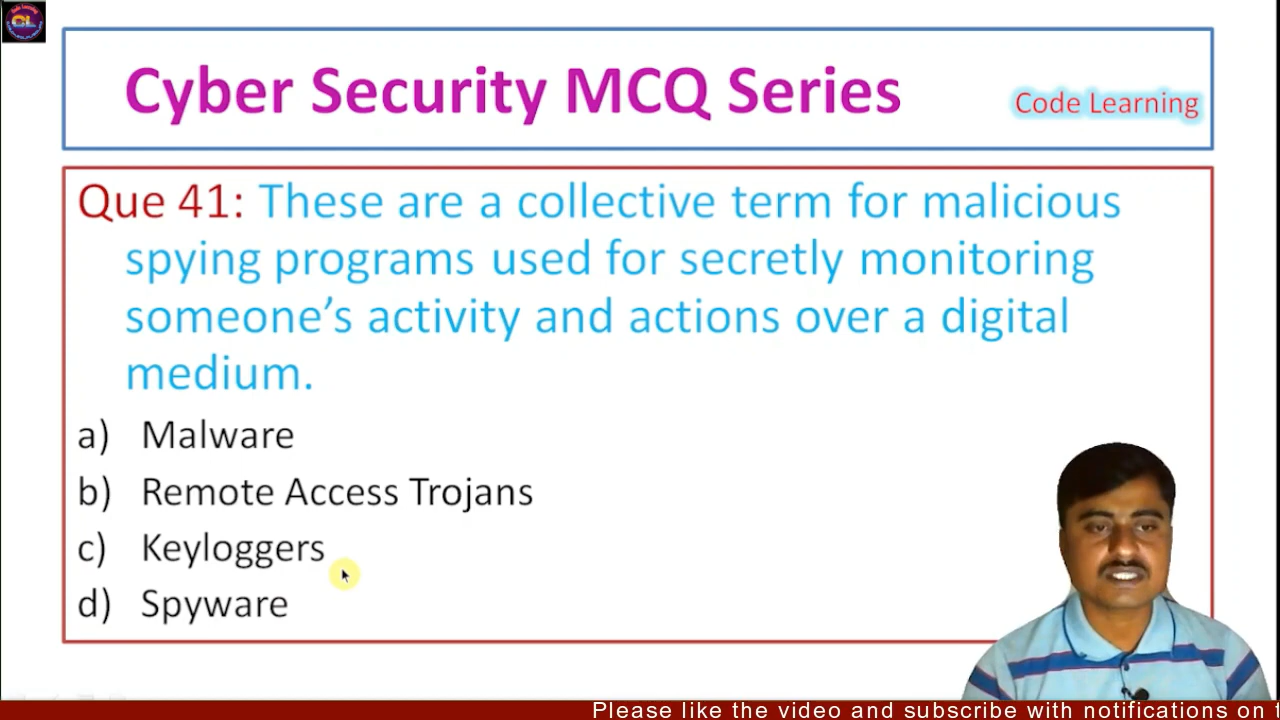 Cyber Security MCQ Series
Code Learning
Que 41: These are a collective term for malicious
spying programs used for secretly monitoring
someone’s activity and actions over a digital
medium.
a) Malware
b) Remote Access Trojans
c) Keyloggers
d) Spyware
Please like the video and subscribe with notifications on